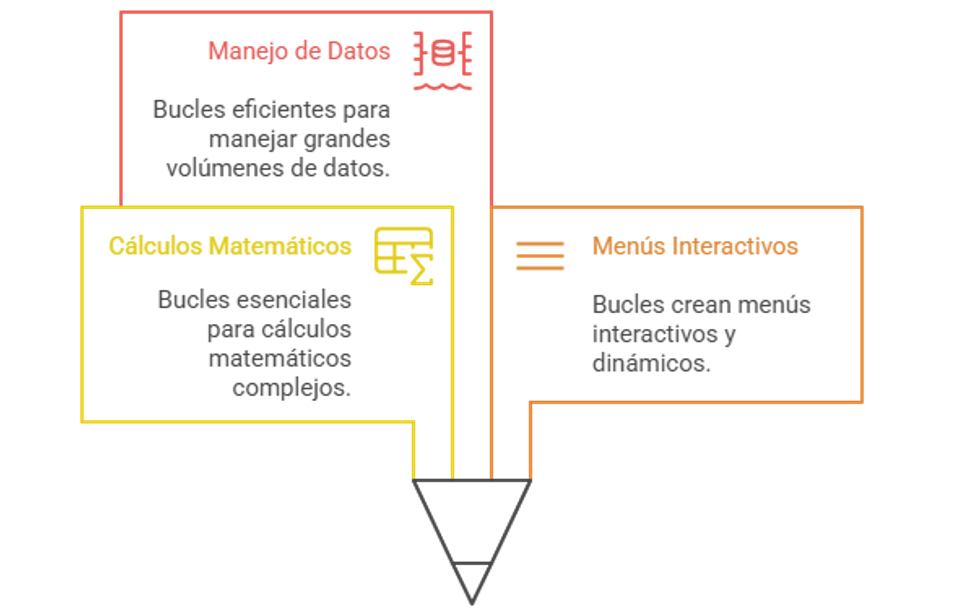 Manejo de Datos
Bucles eficientes para
manejar grandes
volúmenes de datos.
Cálculos Matemáticos
Bucles esenciales
para cálculos
matemáticos
complejos.
Menús Interactivos
Bucles crean menús
interactivos y
dinámicos.